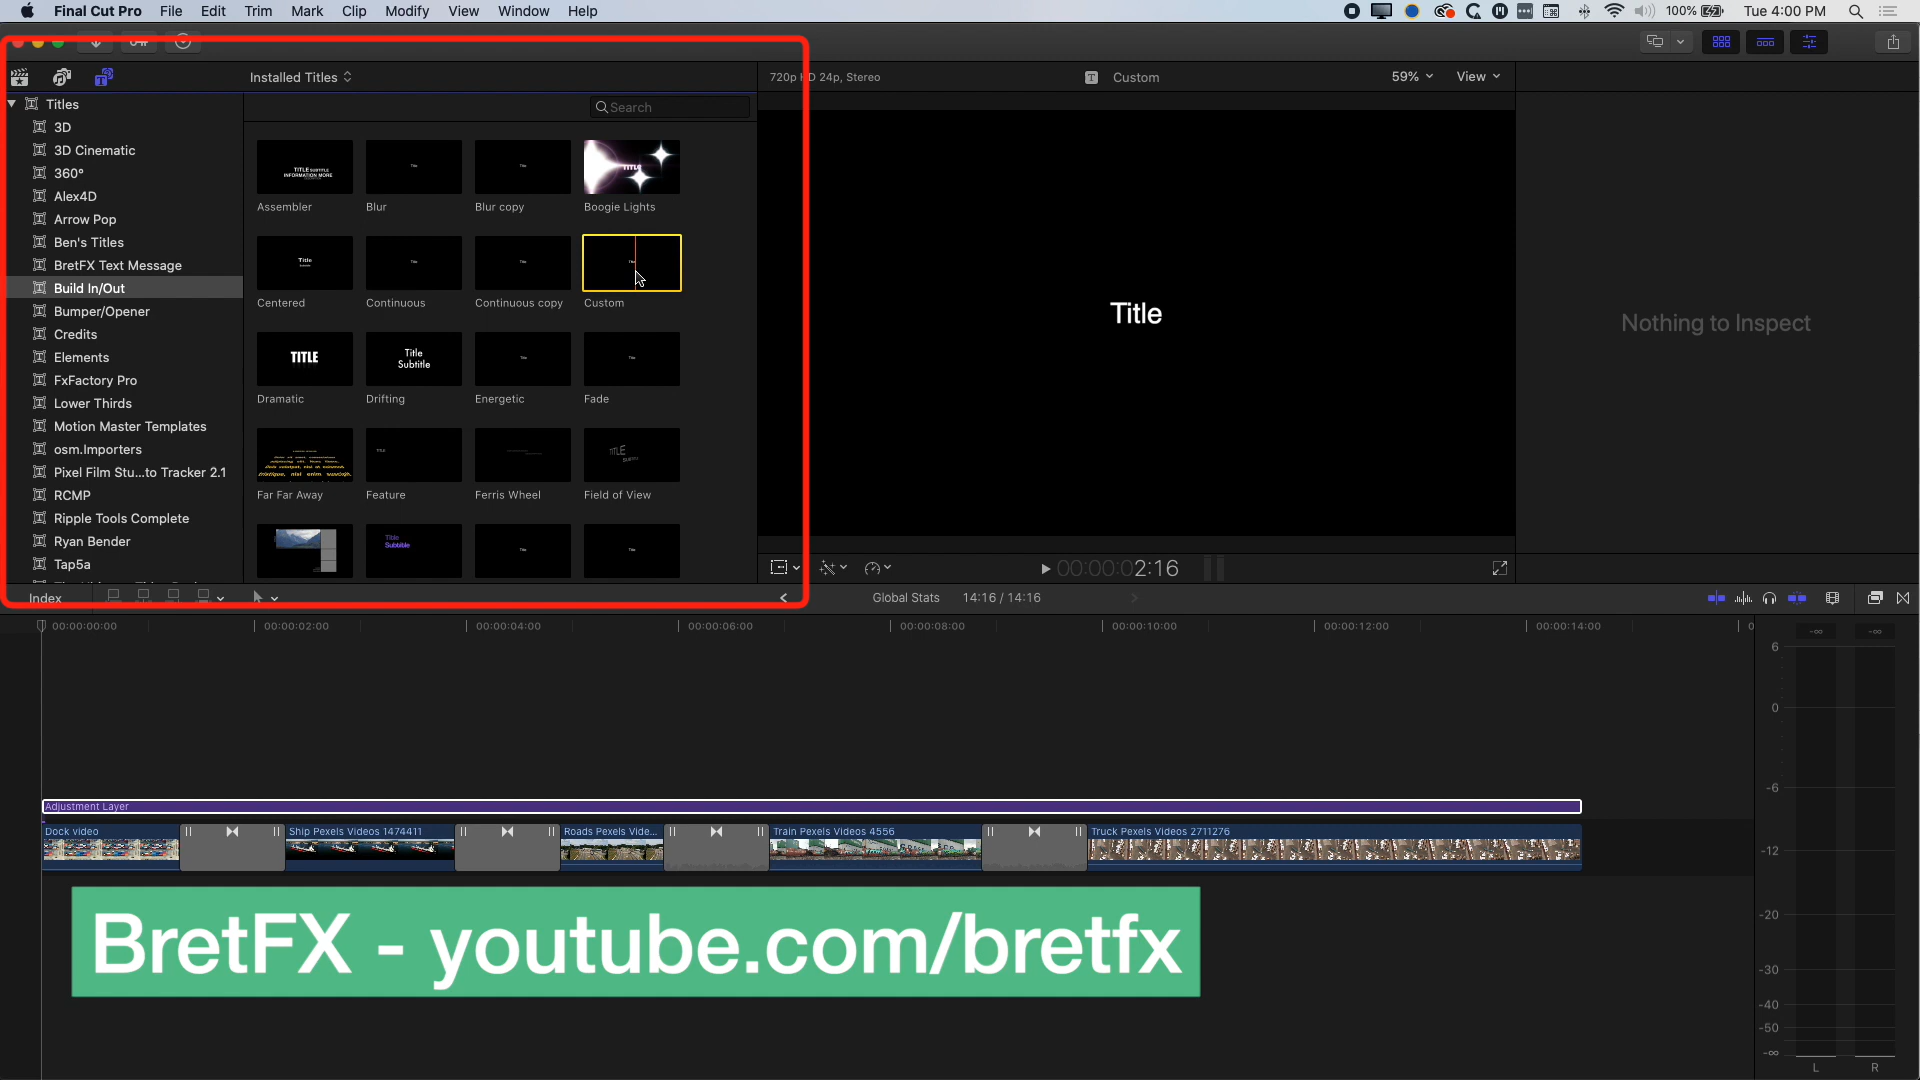 Final Cut Pro File Edit Trim Mark Clip Modify View Window Help 100% Tue 4:00 PM
Installed Titles 720p HD 24p, Stereo Custom 59% View
Titles
Search
3D
3D Cinematic
360°
Alex4D
Arrow Pop
Ben's Titles
BretFX Text Message
Build In/Out
Bumper/Opener
Credits
Elements
FxFactory Pro
Lower Thirds
Motion Master Templates
osm.Importers
Pixel Film Stu...to Tracker 2.1
RCMP
Ripple Tools Complete
Ryan Bender
Tap5a
Assembler Blur Blur copy Boogie Lights
Centered Continuous Continuous copy Custom
TITLE Title Subtitle
Dramatic Drifting Energetic Fade
Far Far Away Feature Ferris Wheel Field of View
Title Subtitle
Title
Nothing to Inspect
00:00:02:16
Index Global Stats 14:16 / 14:16
00:00:00:00 00:00:02:00 00:00:04:00 00:00:06:00 00:00:08:00 00:00:10:00 00:00:12:00 00:00:14:00
-∞ -∞
6
0
-6
-12
-20
-30
-40
-50
-∞
L R
Adjustment Layer
Dock video Ship Pexels Videos 1474411 Roads Pexels Vide... Train Pexels Videos 4556 Truck Pexels Videos 2711276
BretFX - youtube.com/bretfx